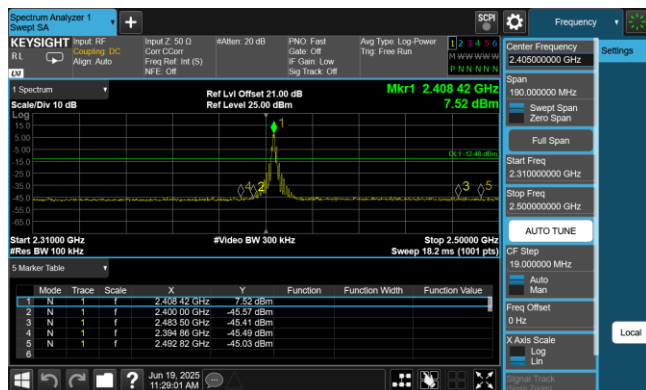 Spectrum Analyzer 1
Swept SA
SCPI
Frequency
KEYSIGHT
RL
LXI
Input: RF
Coupling: DC
Align: Auto
Input Z: 50 Ω
Corr CCorr
Freq Ref: Int (S)
NFE: Off
#Atten: 20 dB
PNO: Fast
Gate: Off
IF Gain: Low
Sig Track: Off
Avg Type: Log-Power
Trig: Free Run
1 2 3 4 5 6
M W W W W W
P N N N N N
1 Spectrum
Scale/Div 10 dB
Ref Lvl Offset 21.00 dB
Ref Level 25.00 dBm
Mkr1 2.408 42 GHz
7.52 dBm
Log
15.0
5.00
-5.00
-15.0
-25.0
-35.0
-45.0
-55.0
-65.0
1
DL1 -12.48 dBm
4 2 3 5
Start 2.31000 GHz
#Res BW 100 kHz
#Video BW 300 kHz
Stop 2.50000 GHz
Sweep 18.2 ms (1001 pts)
5 Marker Table
Mode Trace Scale X Y Function Function Width Function Value
1 N 1 f 2.408 42 GHz 7.52 dBm
2 N 1 f 2.400 00 GHz -45.57 dBm
3 N 1 f 2.483 50 GHz -45.41 dBm
4 N 1 f 2.394 86 GHz -45.49 dBm
5 N 1 f 2.492 82 GHz -45.03 dBm
6
Jun 19, 2025
11:29:01 AM
Center Frequency
2.405000000 GHz
Settings
Span
190.000000 MHz
Swept Span
Zero Span
Full Span
Start Freq
2.310000000 GHz
Stop Freq
2.500000000 GHz
AUTO TUNE
CF Step
19.000000 MHz
Auto
Man
Freq Offset
0 Hz
X Axis Scale
Log
Lin
Local
Signal Track
(Span Zoom)